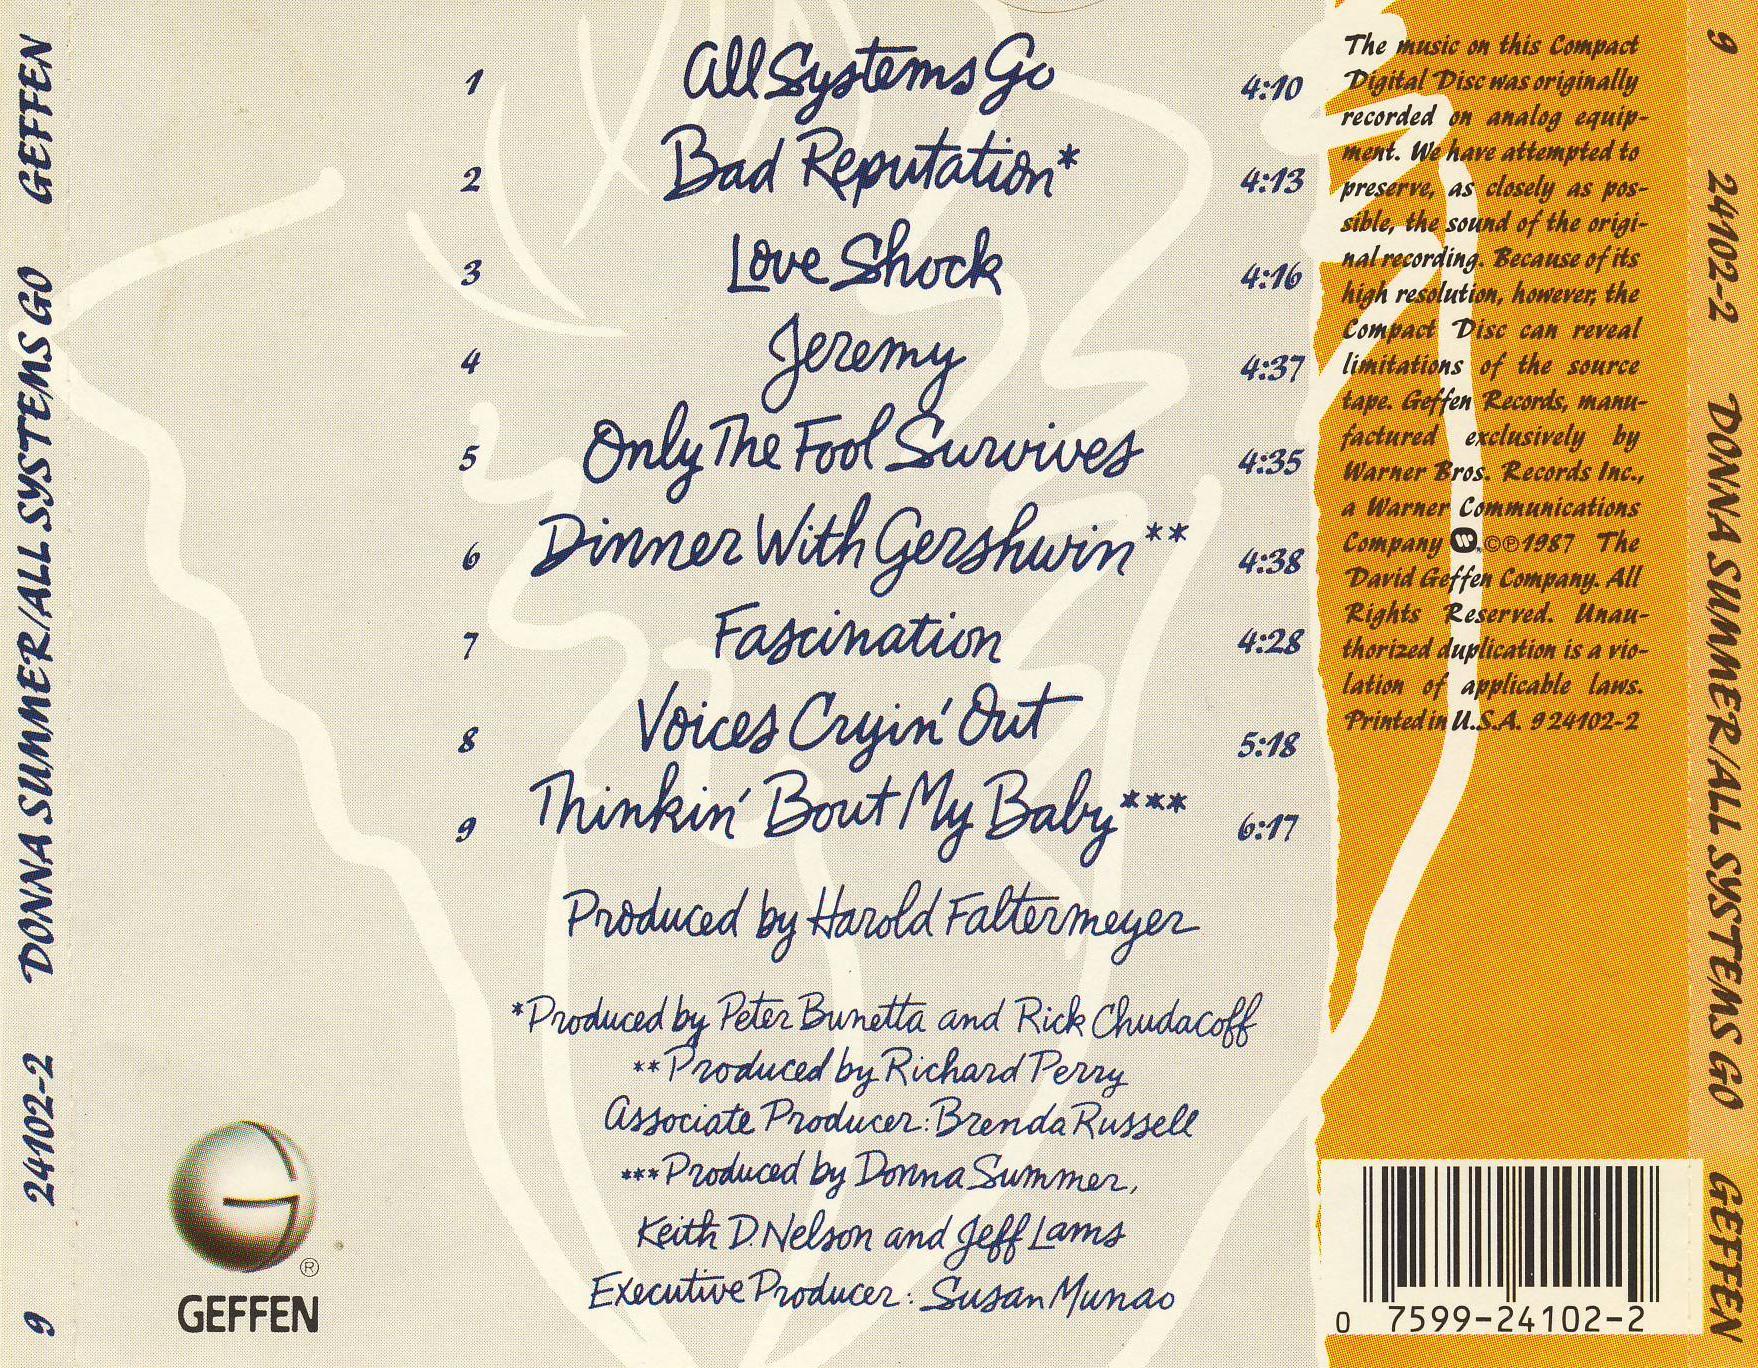 9 24102-2 DONNA SUMMER/ALL SYSTEMS GO GEFFEN
1 All Systems Go 4:10
2 Bad Reputation* 4:13
3 Love Shock 4:16
4 Jeremy 4:37
5 Only The Fool Survives 4:35
6 Dinner With Gershwin** 4:38
7 Fascination 4:28
8 Voices Cryin' Out 5:18
9 Thinkin' Bout My Baby*** 6:17
Produced by Harold Faltermeyer
*Produced by Peter Bunetta and Rick Chudacoff
**Produced by Richard Perry
Associate Producer: Brenda Russell
***Produced by Donna Summer,
Keith D. Nelson and Jeff Lams
Executive Producer: Susan Munao
®
GEFFEN
The music on this Compact
Digital Disc was originally
recorded on analog equip-
ment. We have attempted to
preserve, as closely as pos-
sible, the sound of the origi-
nal recording. Because of its
high resolution, however, the
Compact Disc can reveal
limitations of the source
tape. Geffen Records, manu-
factured exclusively by
Warner Bros. Records Inc.,
a Warner Communications
Company ©℗1987 The
David Geffen Company. All
Rights Reserved. Unau-
thorized duplication is a vio-
lation of applicable laws.
Printed in U.S.A. 9 24102-2
0 7599-24102-2
9 24102-2 DONNA SUMMER/ALL SYSTEMS GO GEFFEN